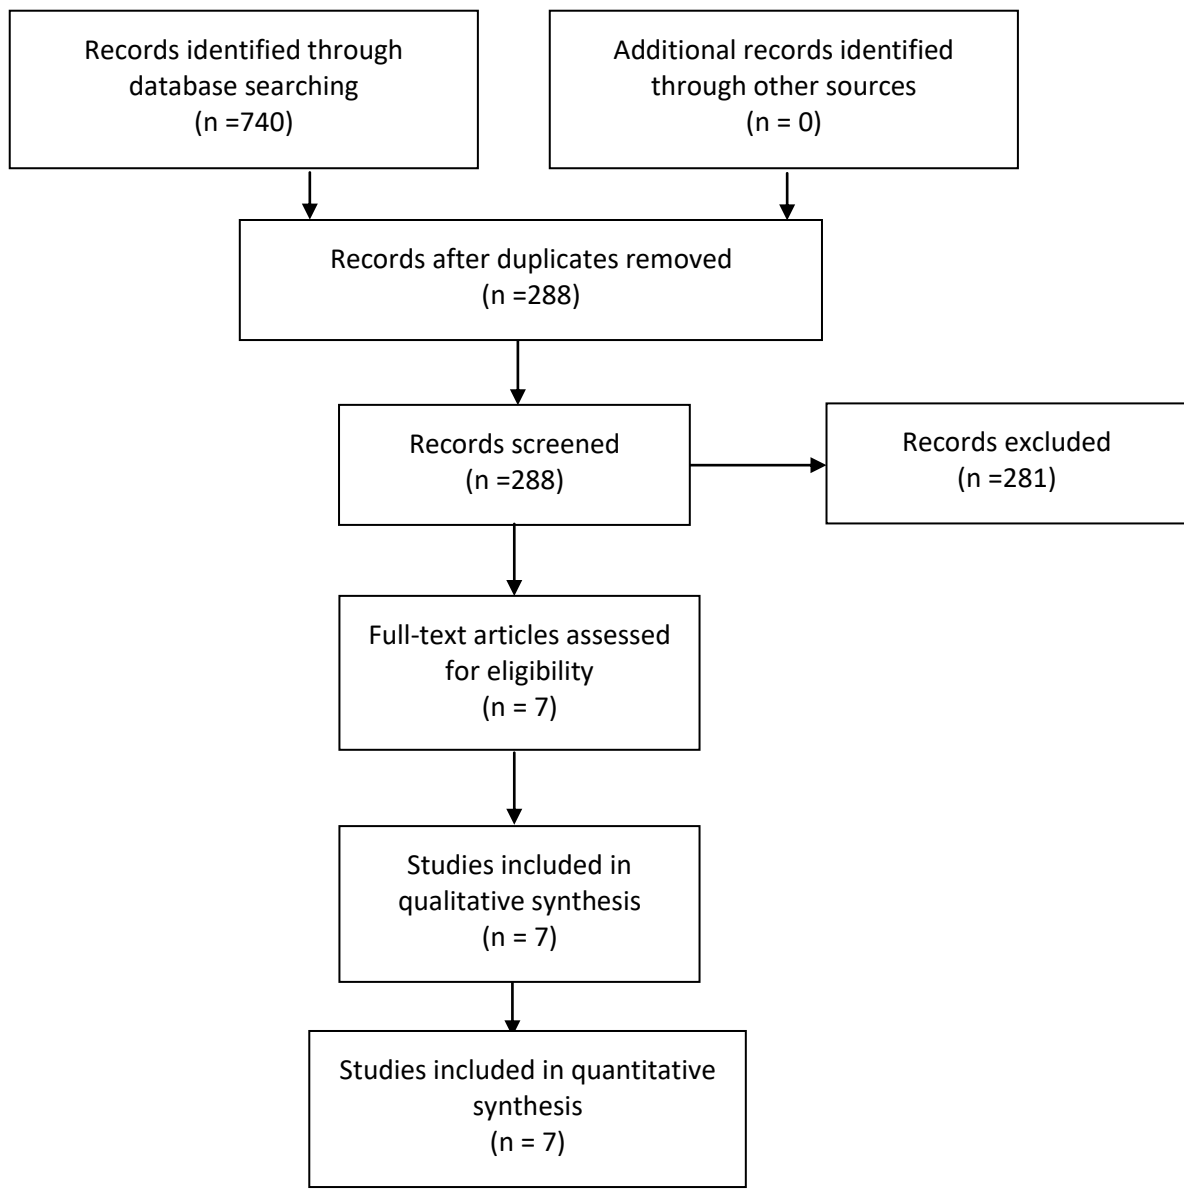 Records identified through
database searching
(n =740)
Additional records identified
through other sources
(n = 0)
Records after duplicates removed
(n =288)
Records screened
(n =288)
Records excluded
(n =281)
Full-text articles assessed
for eligibility
(n = 7)
Studies included in
qualitative synthesis
(n = 7)
Studies included in quantitative
synthesis
(n = 7)